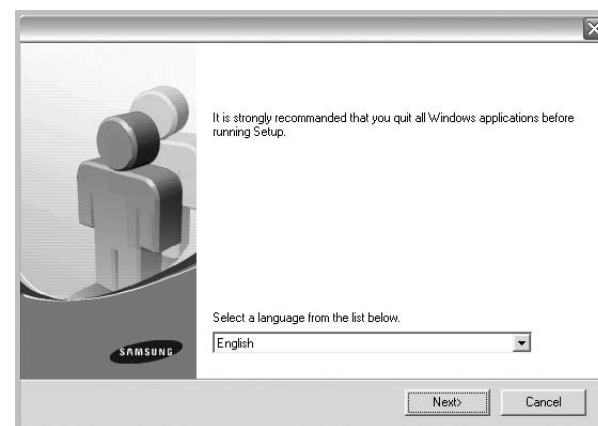 It is strongly recommanded that you quit all Windows applications before
running Setup.
Select a language from the list below.
English
SAMSUNG
Next>
Cancel